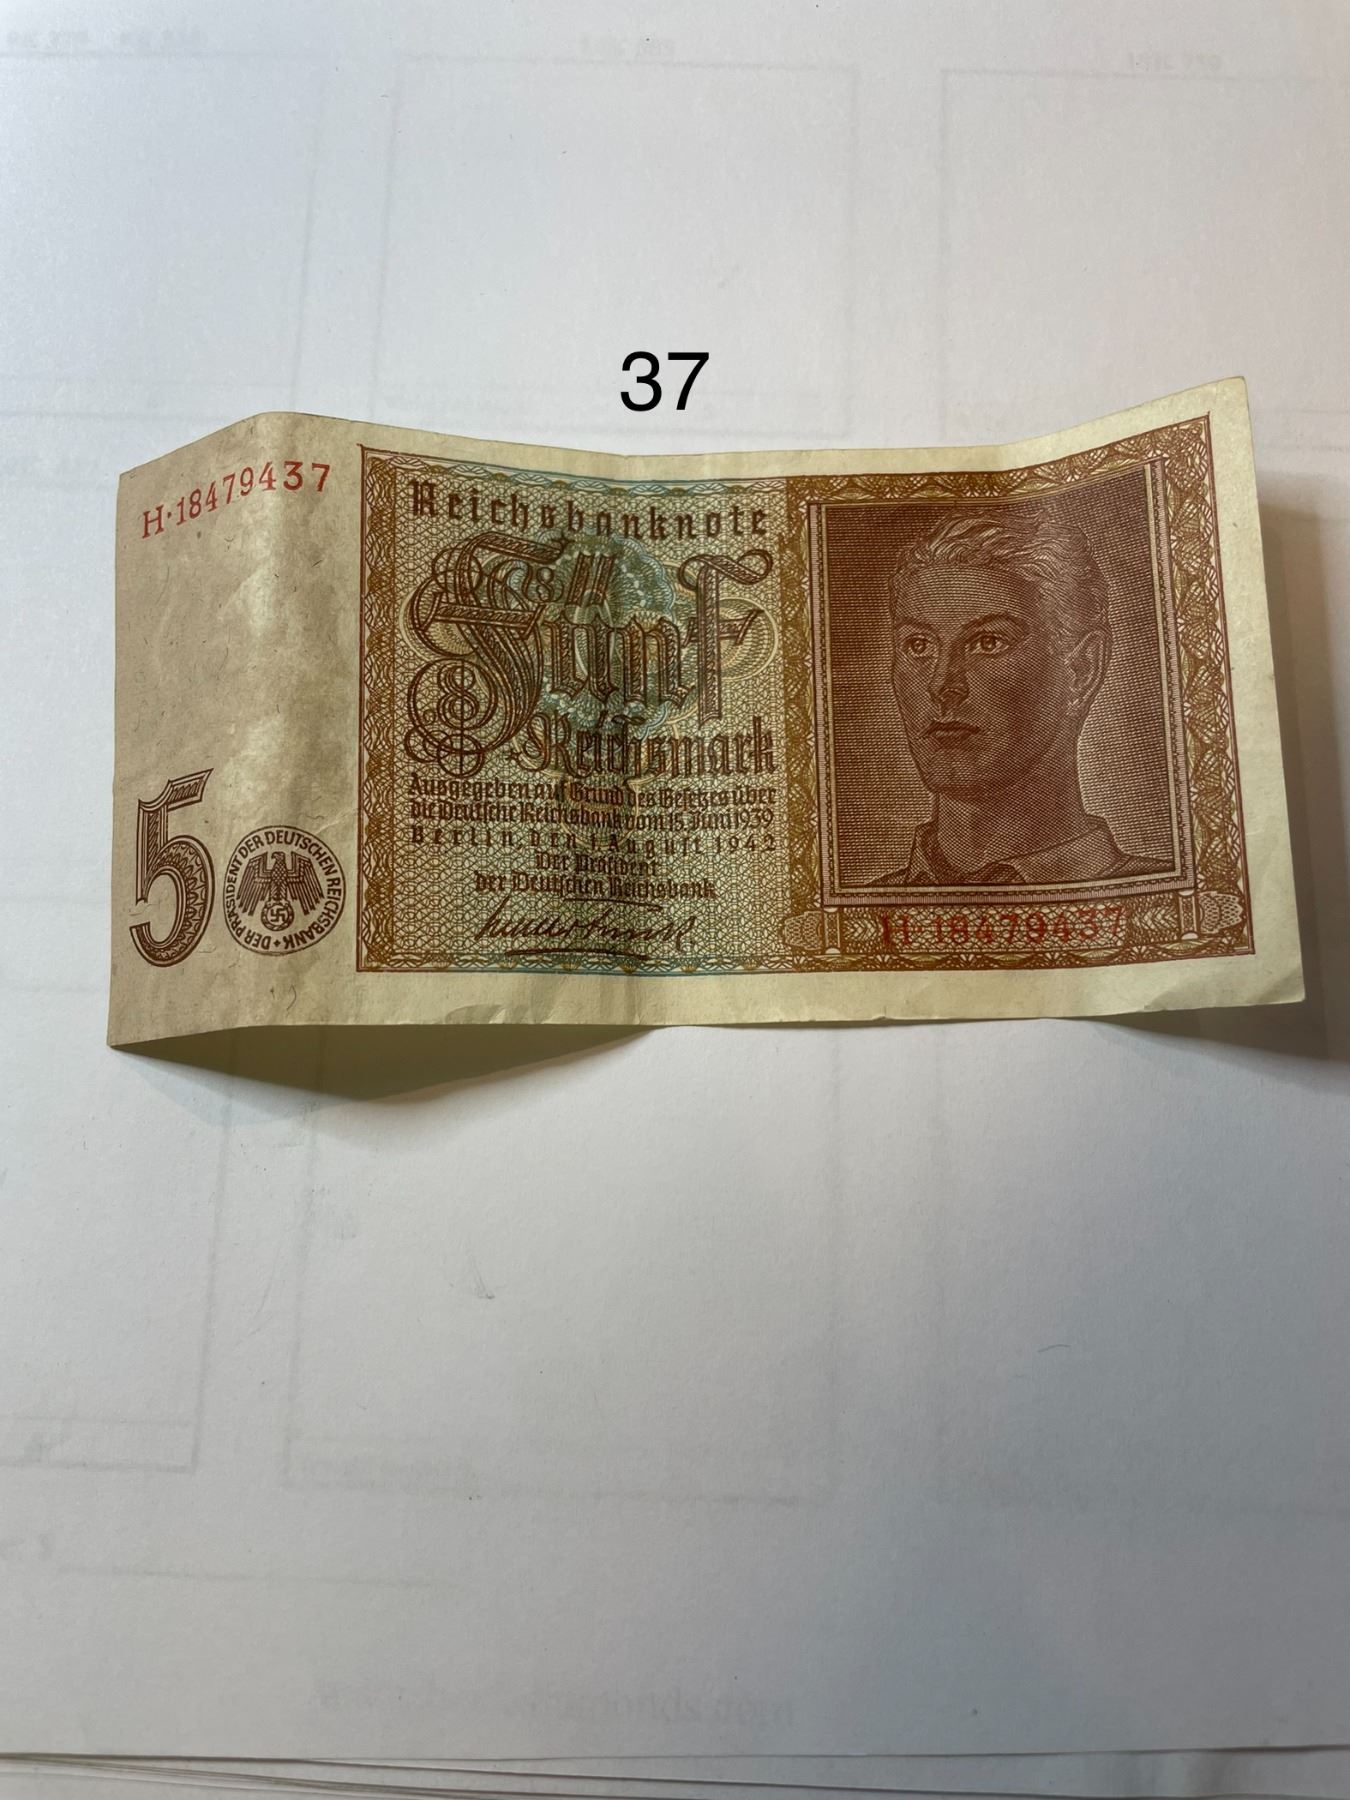 37
H·18479437
Reichsbanknote
Fünf
Reichsmark
Ausgegeben auf Grund des Gesetzes über
die Deutsche Reichsbank vom 15. Juni 1939
Berlin, den 1. August 1942
Der Präsident
der Deutschen Reichsbank
5
DER PRÄSIDENT DER DEUTSCHEN REICHSBANK
H·18479437